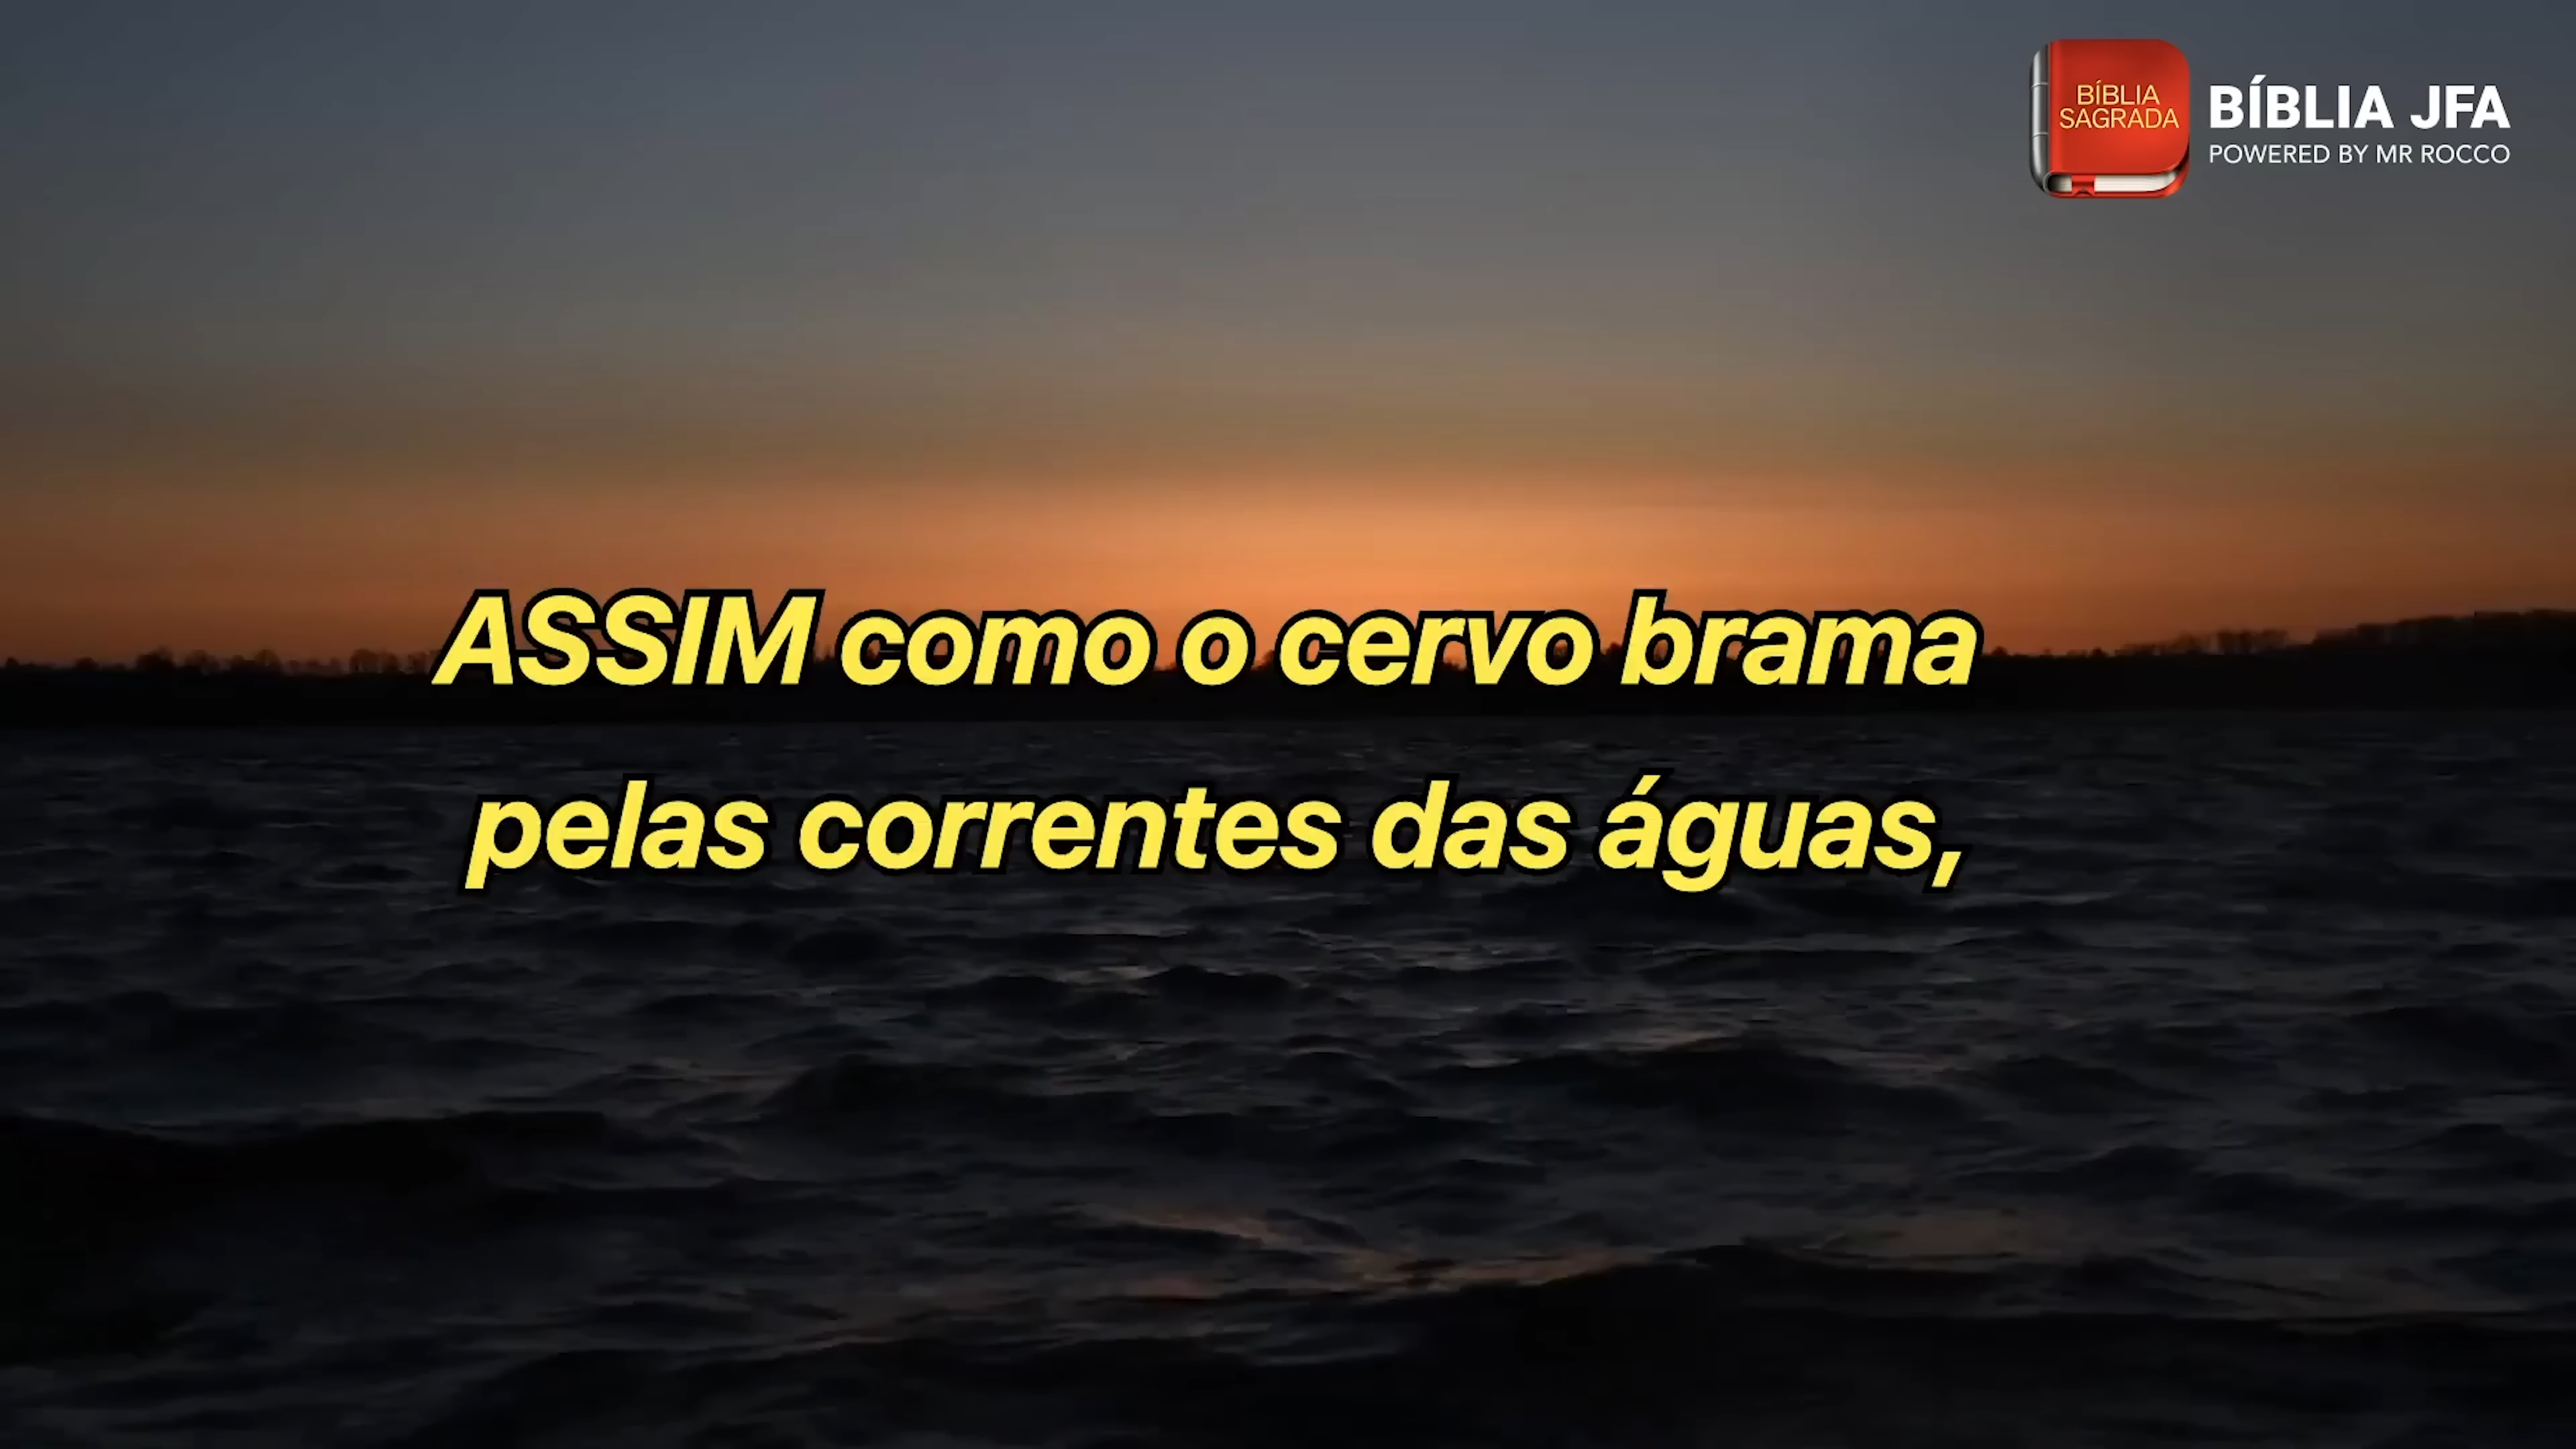 BÍBLIA
SAGRADA
BÍBLIA JFA
POWERED BY MR ROCCO
ASSIM como o cervo brama
pelas correntes das águas,